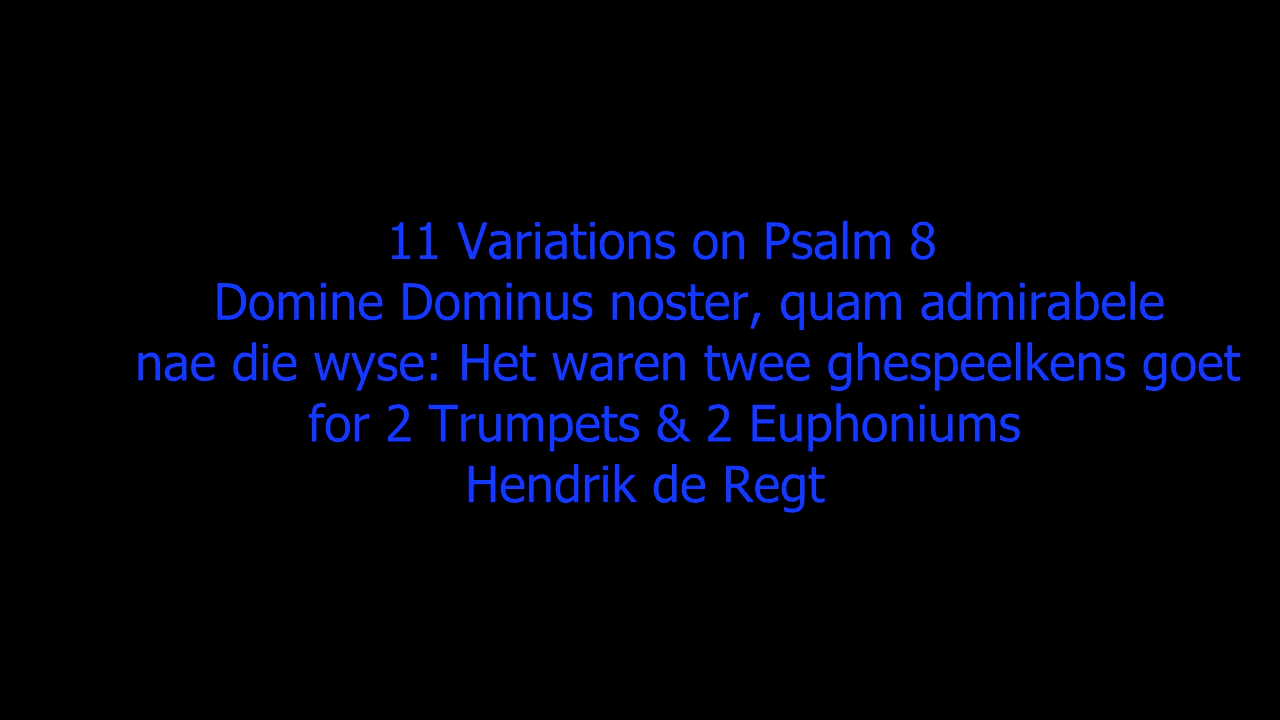 11 Variations on Psalm 8
Domine Dominus noster, quam admirabele
nae die wyse: Het waren twee ghespeelkens goet
for 2 Trumpets & 2 Euphoniums
Hendrik de Regt